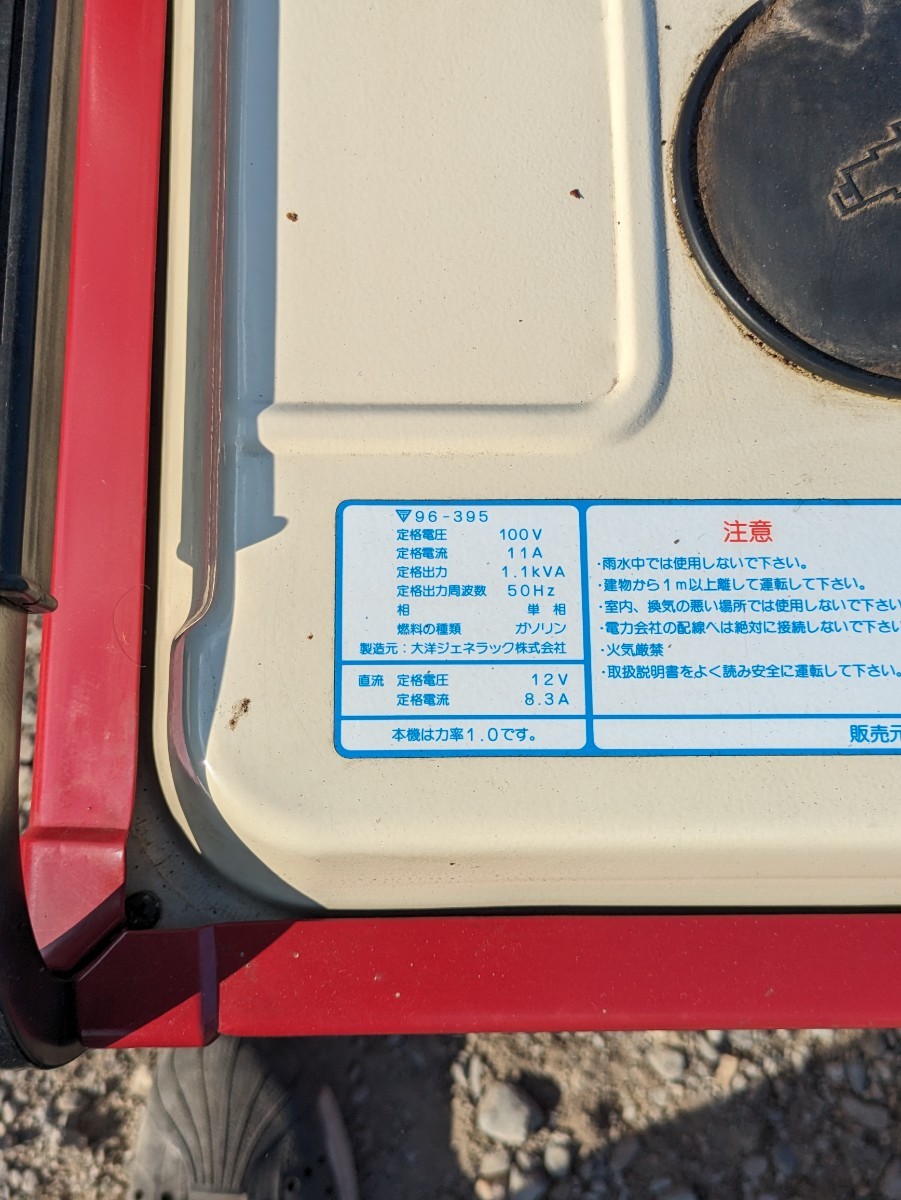 96-395
定格電圧 100V
定格電流 11A
定格出力 1.1kVA
定格出力周波数 50Hz
相 単 相
燃料の種類 ガソリン
製造元:大洋ジェネラック株式会社
直流 定格電圧 12V
定格電流 8.3A
本機は力率1.0です。
注意
・雨水中では使用しないで下さい。
・建物から1m以上離して運転して下さい。
・室内、換気の悪い場所では使用しないで下さい
・電力会社の配線へは絶対に接続しないで下さい
・火気厳禁
・取扱説明書をよく読み安全に運転して下さい。
販売元